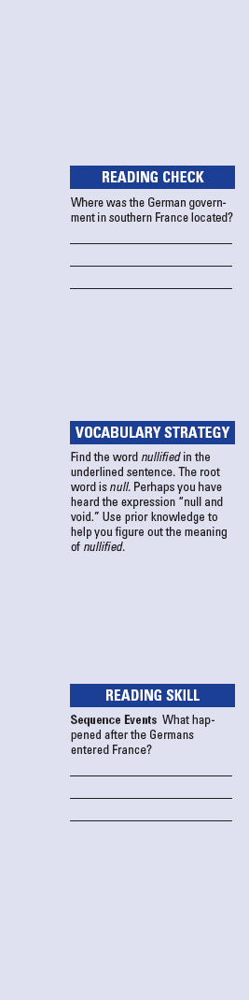 READING CHECK
Where was the German govern-
ment in southern France located?
VOCABULARY STRATEGY
Find the word nullified in the
underlined sentence. The root
word is null. Perhaps you have
heard the expression “null and
void.” Use prior knowledge to
help you figure out the meaning
of nullified.
READING SKILL
Sequence Events What hap-
pened after the Germans
entered France?